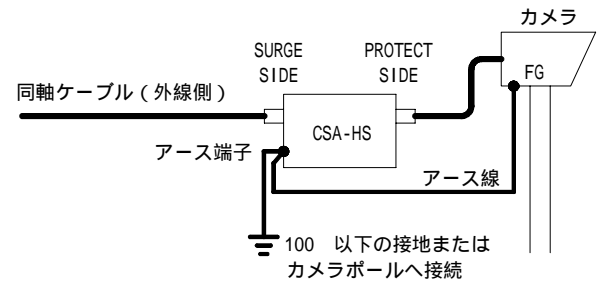 カメラ
SURGE
SIDE
PROTECT
SIDE
FG
同軸ケーブル(外線側)
CSA-HS
アース端子
アース線
100 以下の接地または
カメラポールへ接続